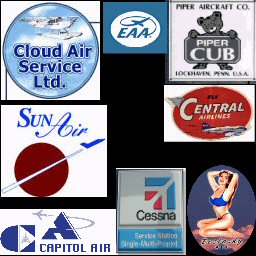 Cloud Air
Service
Ltd.
EAA
PIPER AIRCRAFT CO.
PIPER
CUB
LOCKHAVEN, PENN. U.S.A.
FLY
CENTRAL
AIRLINES
SUN
Air
Cessna
Service Station
Single-Multi-Propjet
CA
CAPITOL AIR